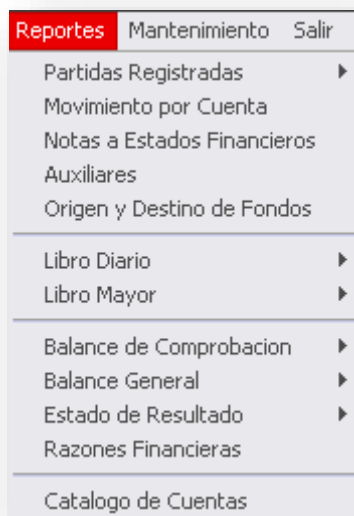 Reportes Mantenimiento Salir
Partidas Registradas
Movimiento por Cuenta
Notas a Estados Financieros
Auxiliares
Origen y Destino de Fondos
Libro Diario
Libro Mayor
Balance de Comprobacion
Balance General
Estado de Resultado
Razones Financieras
Catalogo de Cuentas